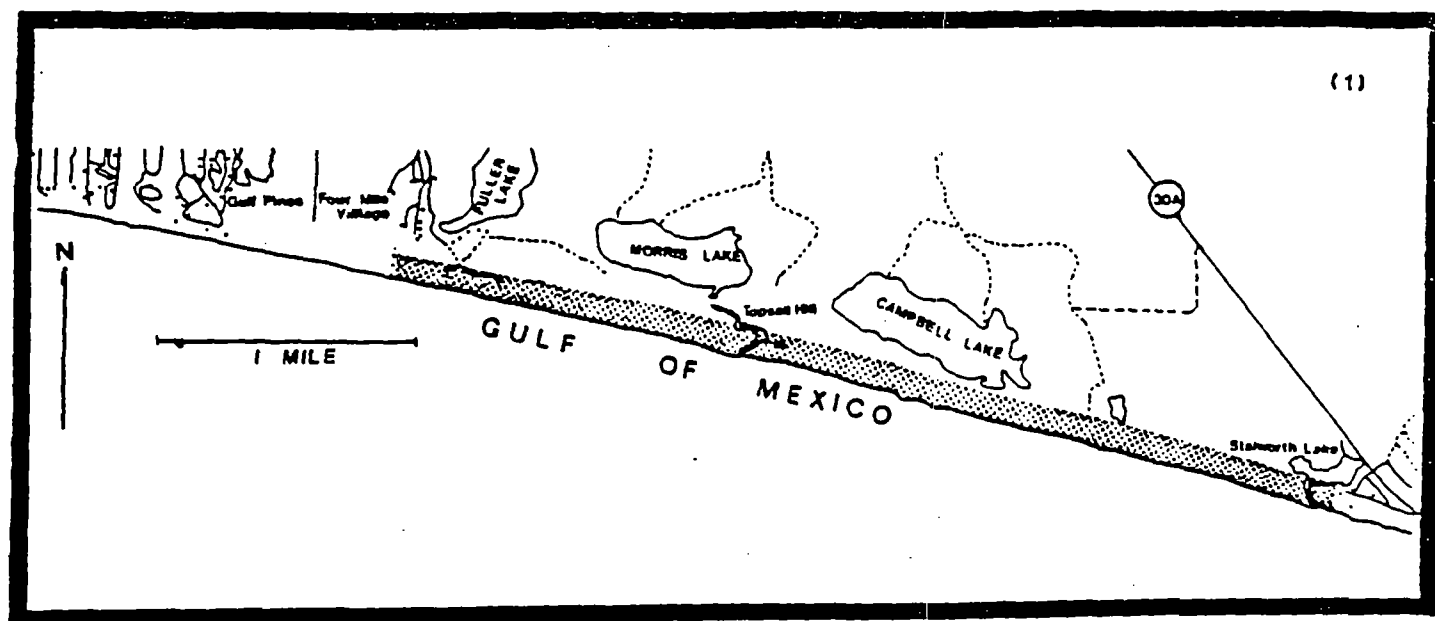 (1)
FULLER
LAKE
30A
Gulf Pines
Four Mile
Village
N
MORRIS LAKE
Topsail Hill
CAMPBELL LAKE
1 MILE
GULF OF MEXICO
Stalworth Lake